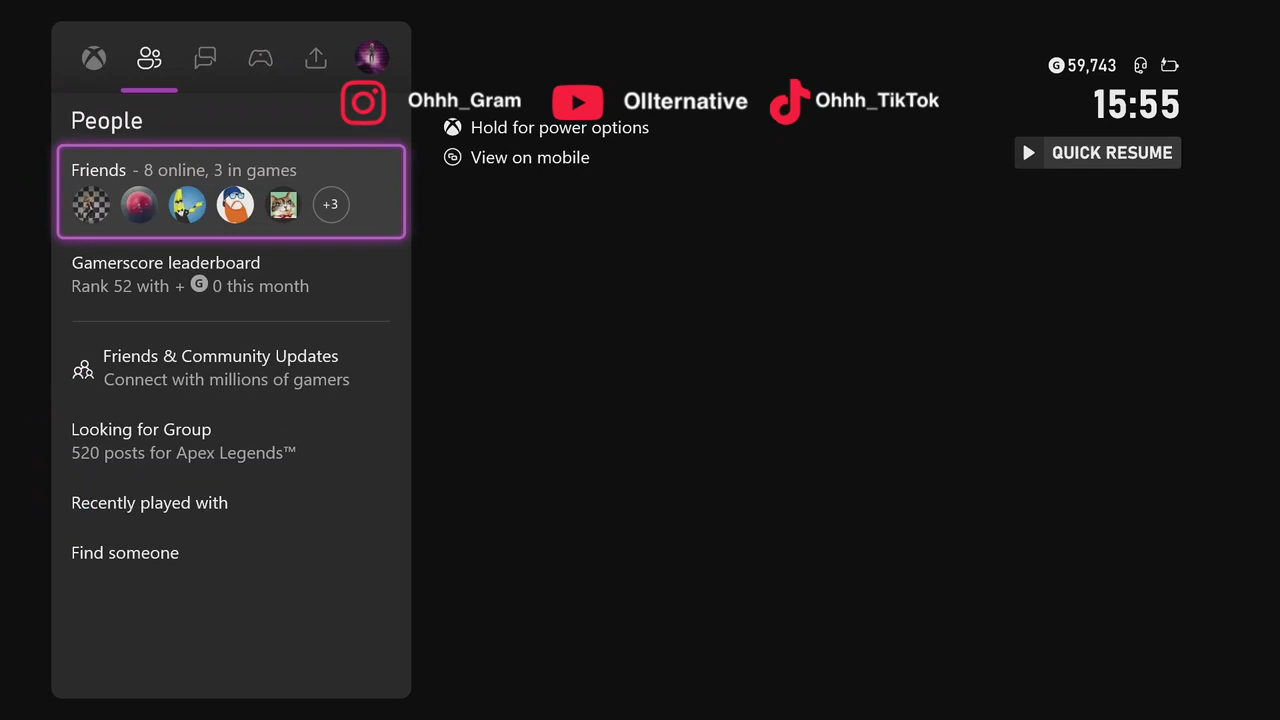 G 59,743
15:55
QUICK RESUME
Ohhh_Gram
Ollternative
Ohhh_TikTok
Hold for power options
View on mobile
People
Friends - 8 online, 3 in games
+3
Gamerscore leaderboard
Rank 52 with + G 0 this month
Friends & Community Updates
Connect with millions of gamers
Looking for Group
520 posts for Apex Legends™
Recently played with
Find someone